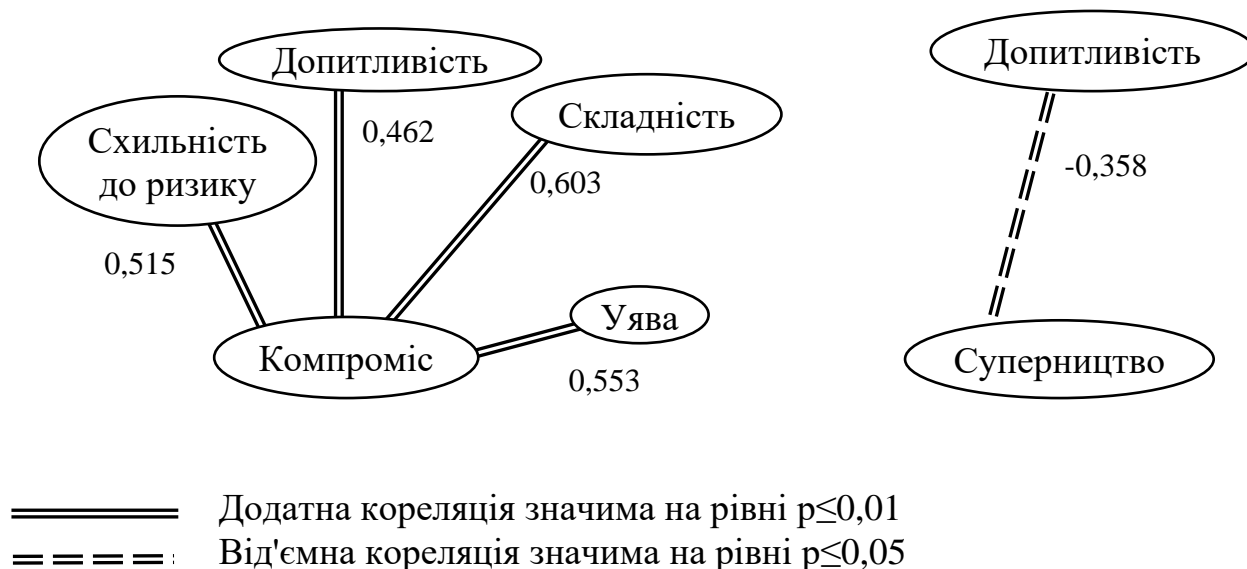 Допитливість
Допитливість
Складність
0,462
Схильність
до ризику
-0,358
0,603
0,515
Уява
Компроміс
Суперництво
0,553
Додатна кореляція значима на рівні p≤0,01
Від'ємна кореляція значима на рівні p≤0,05